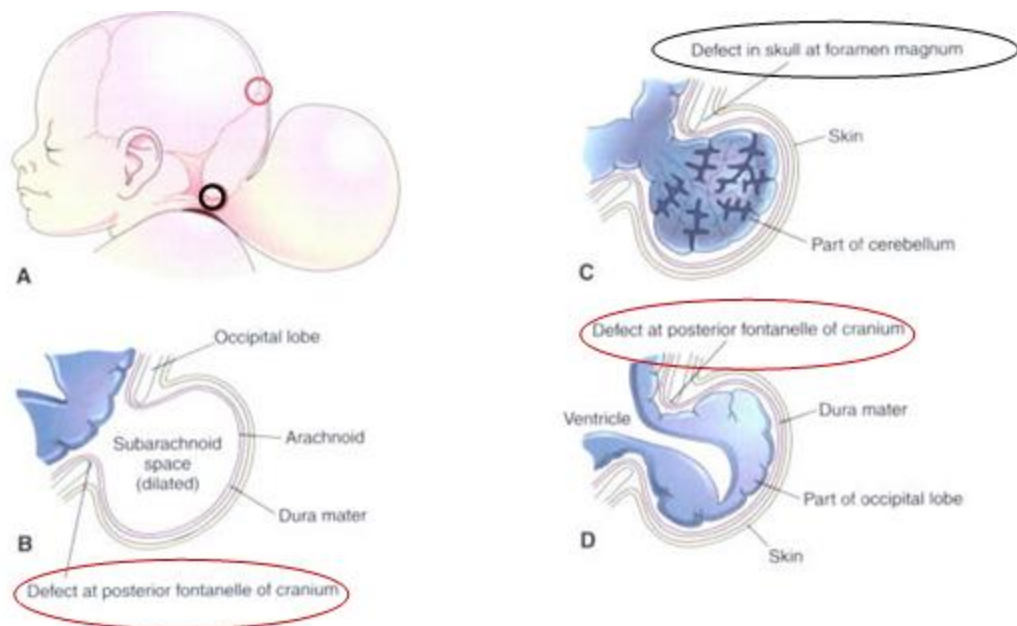 A
Occipital lobe
Subarachnoid
space
(dilated)
Arachnoid
Dura mater
B
Defect at posterior fontanelle of cranium
Defect in skull at foramen magnum
Skin
Part of cerebellum
C
Defect at posterior fontanelle of cranium
Ventricle
Dura mater
Part of occipital lobe
D
Skin